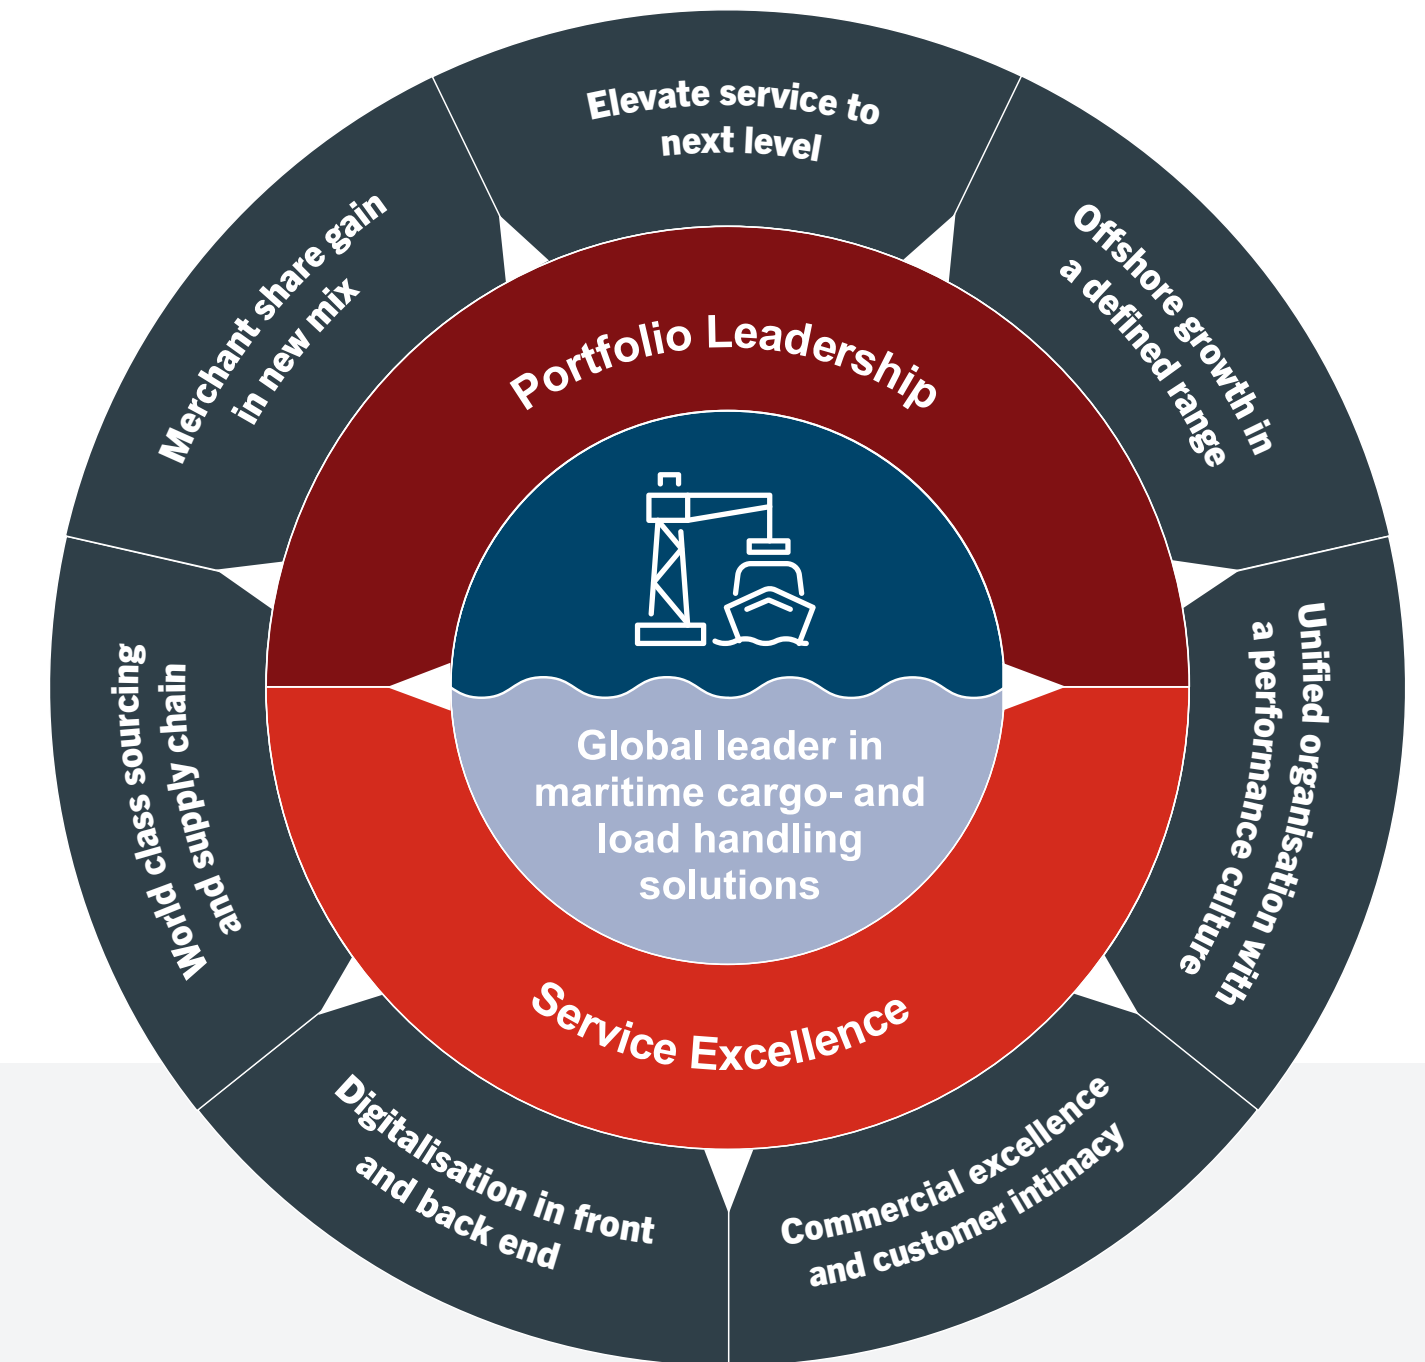 Elevate service to
next level
Offshore growth in
a defined range
Unified organisation with
a performance culture
Commercial excellence
and customer intimacy
Digitalisation in front
and back end
World class sourcing
and supply chain
Merchant share gain
in new mix
Portfolio Leadership
Service Excellence
Global leader in
maritime cargo- and
load handling
solutions